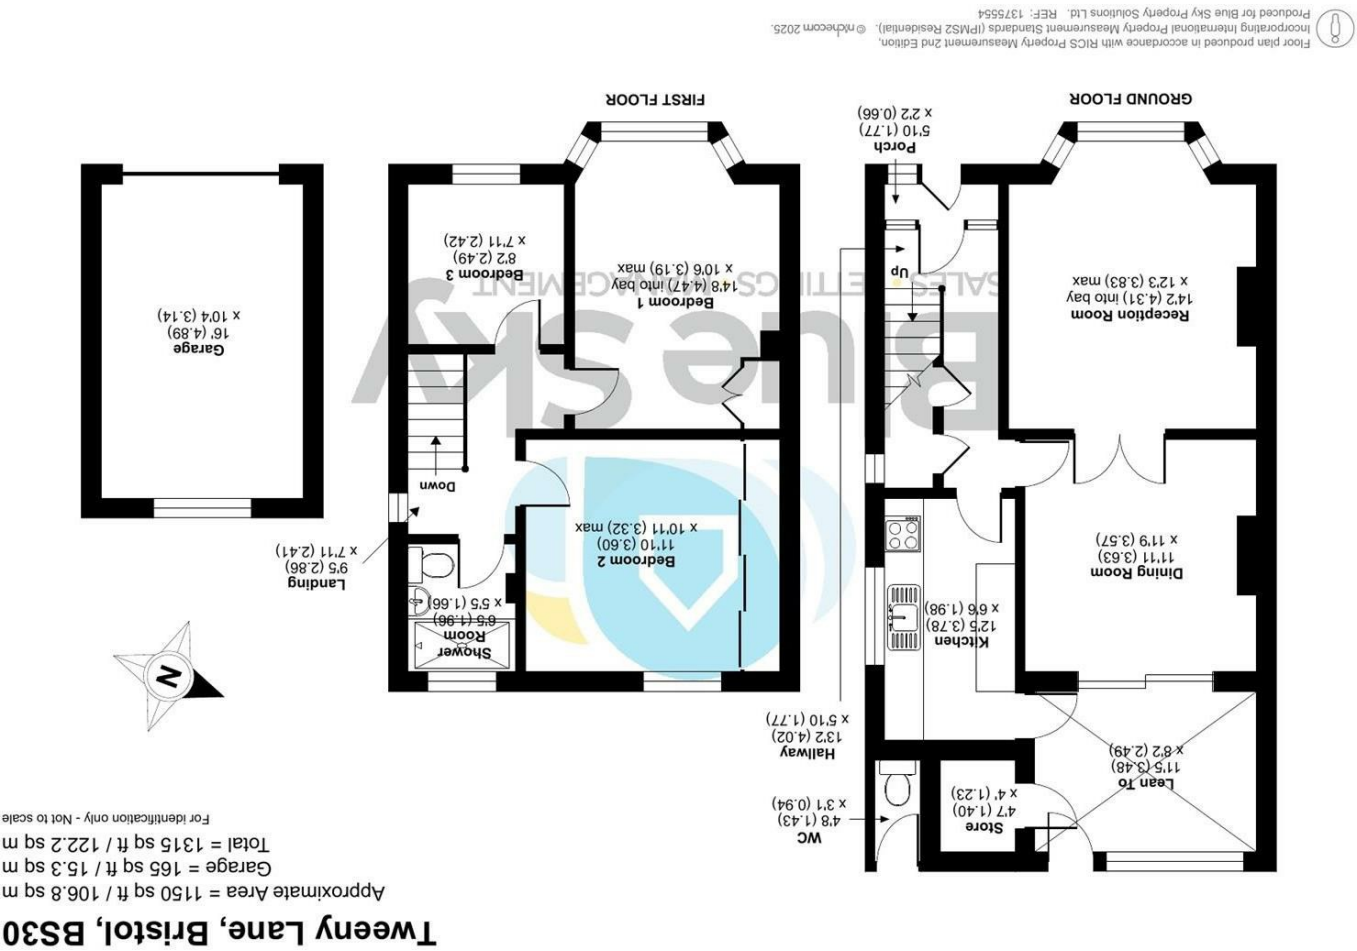 Tweeny Lane, Bristol, BS30
Approximate Area = 1150 sq ft / 106.8 sq m
Garage = 165 sq ft / 15.3 sq m
Total = 1315 sq ft / 122.2 sq m
For identification only - Not to scale
N
WC
4'8 (1.43)
x 3'1 (0.94)
Store
4'7 (1.40)
x 4' (1.23)
Lean To
11'5 (3.48)
x 8'2 (2.49)
Hallway
13'2 (4.02)
x 5'10 (1.77)
Kitchen
12'5 (3.78)
x 6'6 (1.98)
Dining Room
11'11 (3.63)
x 11'9 (3.57)
Reception Room
14'2 (4.31) into bay
x 12'3 (3.83) max
Up
Porch
5'10 (1.77)
x 2'2 (0.66)
GROUND FLOOR
Shower
Room
6'5 (1.96)
x 5'5 (1.66)
Landing
9'5 (2.86)
x 7'11 (2.41)
Down
Bedroom 2
11'10 (3.60)
x 10'11 (3.32) max
Bedroom 1
14'8 (4.47) into bay
x 10'6 (3.19) max
Bedroom 3
8'2 (2.49)
x 7'11 (2.42)
FIRST FLOOR
Garage
16' (4.89)
x 10'4 (3.14)
Blue Sky
SALES • LETTINGS • MANAGEMENT
Floor plan produced in accordance with RICS Property Measurement 2nd Edition,
Incorporating International Property Measurement Standards (IPMS2 Residential). © nichecom 2025.
Produced for Blue Sky Property Solutions Ltd. REF: 1375554